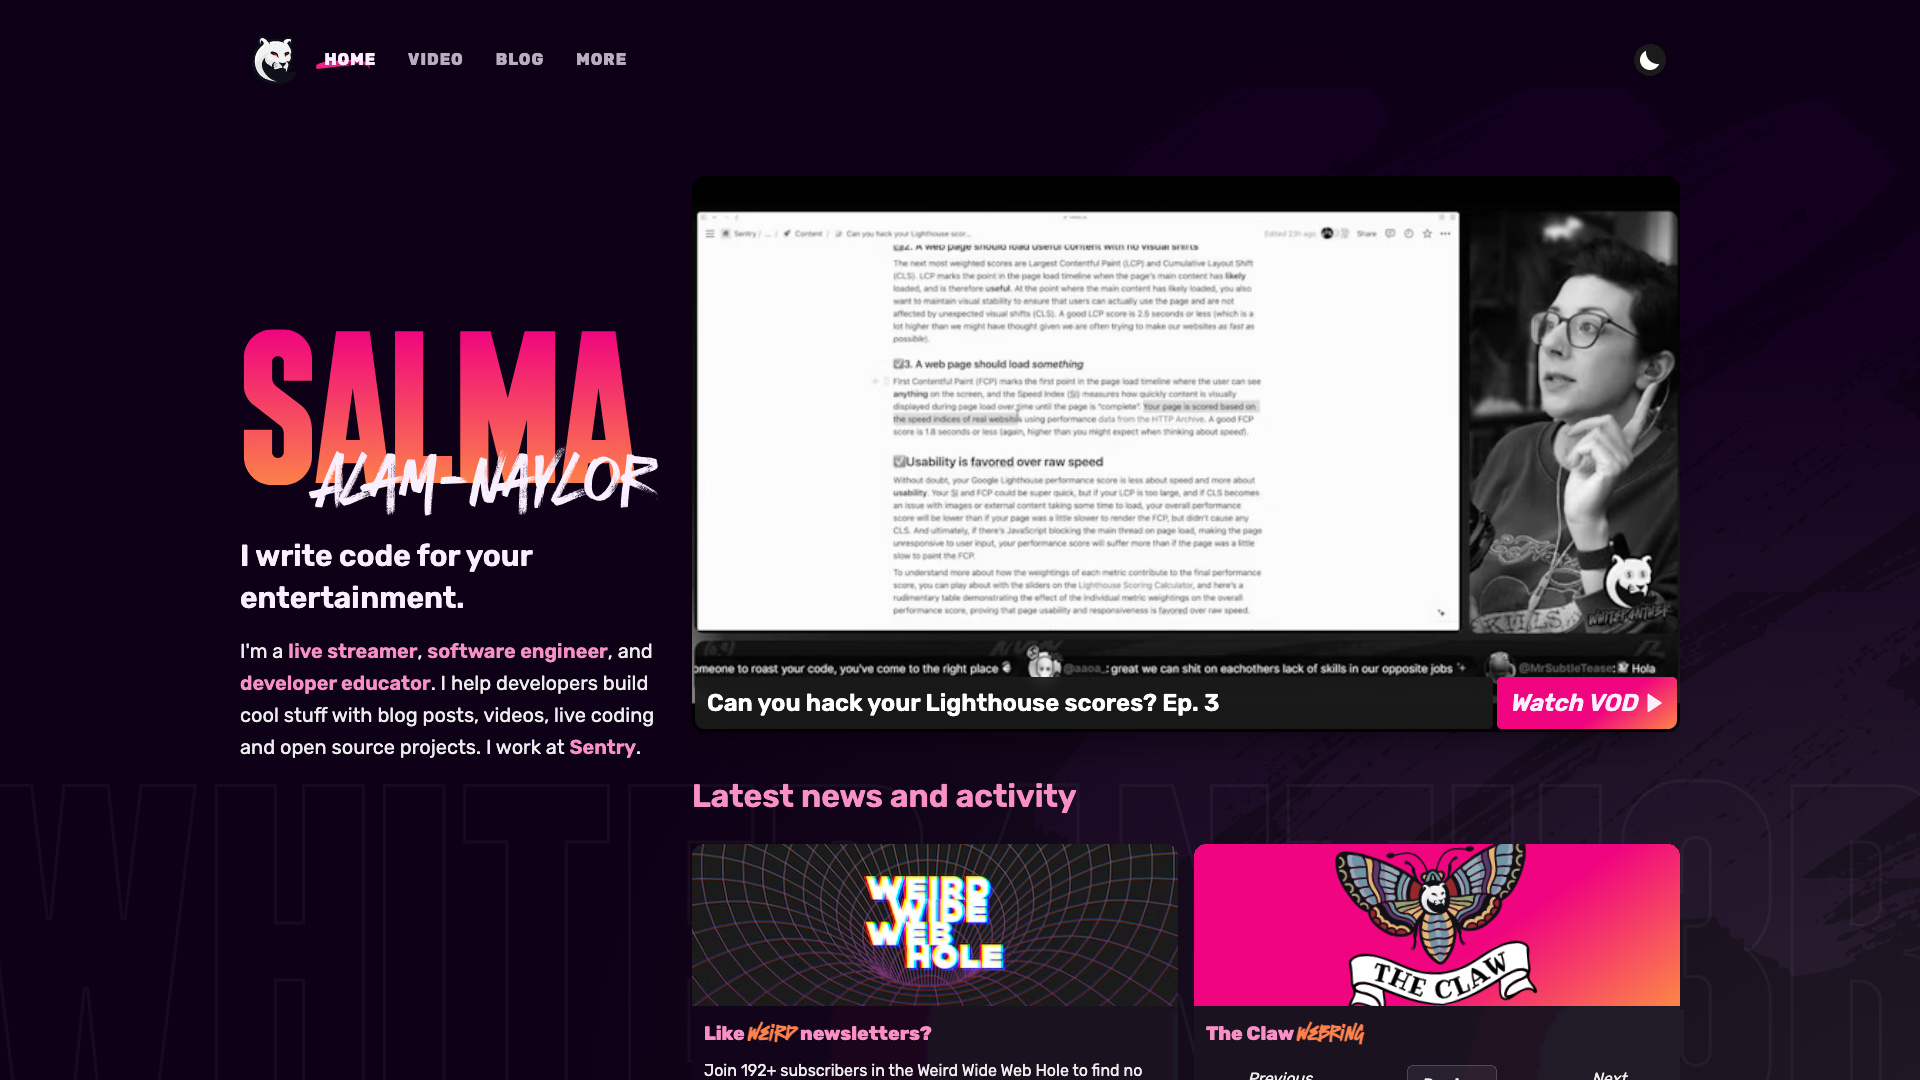 HOME
VIDEO
BLOG
MORE
SALMA
ALAM-NAYLOR
I write code for your
entertainment.
I'm a live streamer, software engineer, and
developer educator. I help developers build
cool stuff with blog posts, videos, live coding
and open source projects. I work at Sentry.
Sentry / ... / Content / Can you hack your Lighthouse scor...
Edited 23h ago Share
2. A web page should load useful content with no visual shifts
The next most weighted scores are Largest Contentful Paint (LCP) and Cumulative Layout Shift
(CLS). LCP marks the point in the page load timeline when the page's main content has likely
loaded, and is therefore useful. At the point where the main content has likely loaded, you also
want to maintain visual stability to ensure that users can actually use the page and are not
affected by unexpected visual shifts (CLS). A good LCP score is 2.5 seconds or less (which is a
lot higher than we might have thought given we are often trying to make our websites as fast as
possible).
3. A web page should load something
First Contentful Paint (FCP) marks the first point in the page load timeline where the user can see
anything on the screen, and the Speed Index (SI) measures how quickly content is visually
displayed during page load over time until the page is "complete". Your page is scored based on
the speed indices of real websites using performance data from the HTTP Archive. A good FCP
score is 1.8 seconds or less (again, higher than you might expect when thinking about speed).
Usability is favored over raw speed
Without doubt, your Google Lighthouse performance score is less about speed and more about
usability. Your SI and FCP could be super quick, but if your LCP is too large, and if CLS becomes
an issue with images or external content taking some time to load, your overall performance
score will be lower than if your page was a little slower to render the FCP, but didn't cause any
CLS. And ultimately, if there's JavaScript blocking the main thread on page load, making the page
unresponsive to user input, your performance score will suffer more than if the page was a little
slow to paint the FCP.
To understand more about how the weightings of each metric contribute to the final performance
score, you can play about with the sliders on the Lighthouse Scoring Calculator, and here's a
rudimentary table demonstrating the effect of the individual metric weightings on the overall
performance score, proving that page usability and responsiveness is favored over raw speed.
WHITEPANTHER
omeone to roast your code, you've come to the right place @aaoa_: great we can shit on eachothers lack of skills in our opposite jobs @MrSubtleTease: Hola
Can you hack your Lighthouse scores? Ep. 3
Watch VOD
Latest news and activity
WEIRD
WIDE
WEB
HOLE
THE CLAW
Like WEIRD newsletters?
Join 192+ subscribers in the Weird Wide Web Hole to find no
The Claw WEBRING
Previous
Next